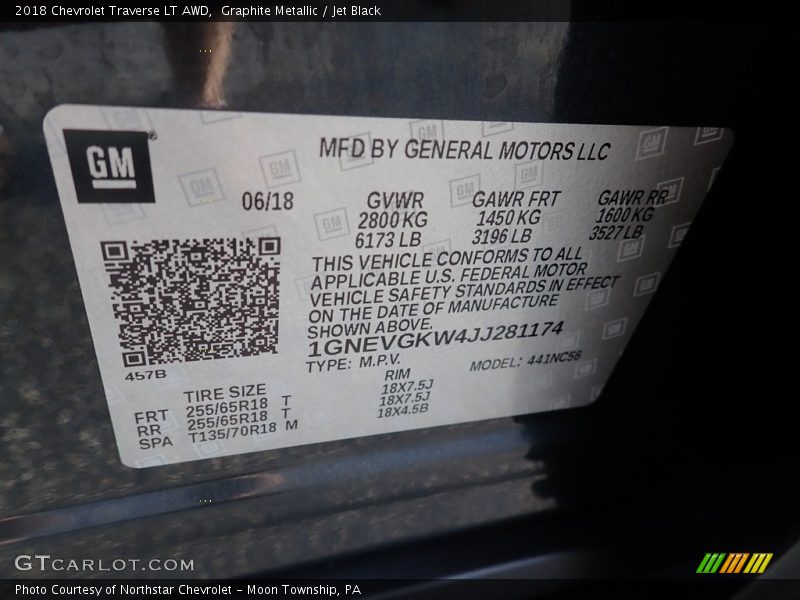 2018 Chevrolet Traverse LT AWD,  Graphite Metallic / Jet Black
GM
MFD BY GENERAL MOTORS LLC
06/18
GVWR GAWR FRT GAWR RR
2800 KG 1450 KG 1600 KG
6173 LB 3196 LB 3527 LB
THIS VEHICLE CONFORMS TO ALL
APPLICABLE U.S. FEDERAL MOTOR
VEHICLE SAFETY STANDARDS IN EFFECT
ON THE DATE OF MANUFACTURE
SHOWN ABOVE.
1GNEVGKW4JJ281174
TYPE: M.P.V. MODEL: 441NC56
457B
TIRE SIZE RIM
FRT 255/65R18 T 18X7.5J
RR 255/65R18 T 18X7.5J
SPA T135/70R18 M 18X4.5B
GTCARLOT.COM
Photo Courtesy of Northstar Chevrolet - Moon Township, PA